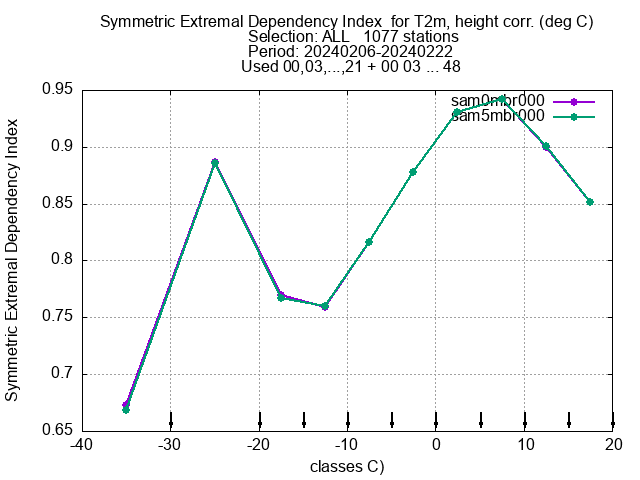 Symmetric Extremal Dependency Index  for T2m, height corr. (deg C)
Selection: ALL   1077 stations
Period: 20240206-20240222
Used 00,03,...,21 + 00 03 ... 48
sam0mbr000
sam5mbr000
Symmetric Extremal Dependency Index
0.95
0.9
0.85
0.8
0.75
0.7
0.65
-40 -30 -20 -10 0 10 20
classes C)